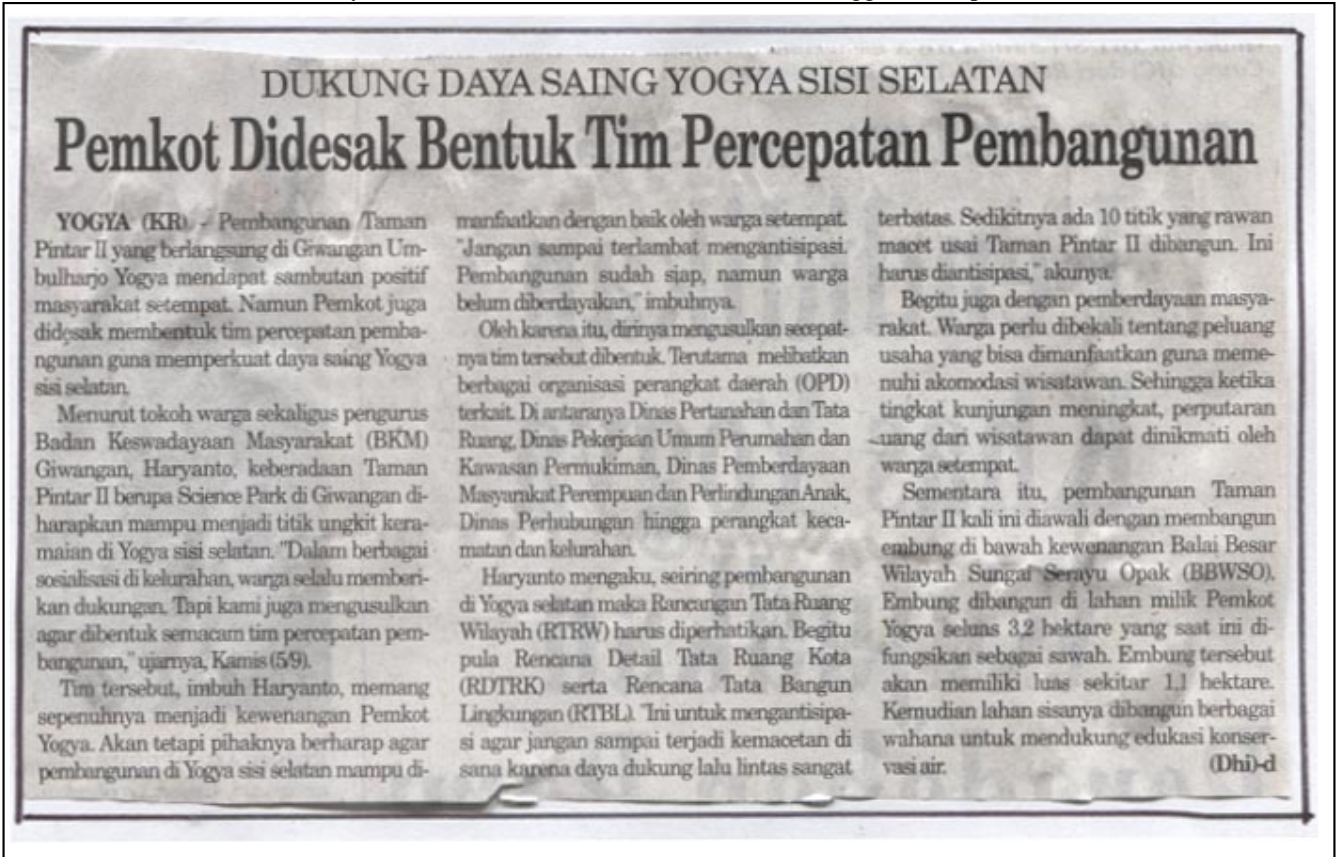 DUKUNG DAYA SAING YOGYA SISI SELATAN
Pemkot Didesak Bentuk Tim Percepatan Pembangunan
YOGYA (KR) - Pembangunan Taman
Pintar II yang berlangsung di Giwangan Um-
bulharjo Yogya mendapat sambutan positif
masyarakat setempat. Namun Pemkot juga
didesak membentuk tim percepatan pemba-
ngunan guna memperkuat daya saing Yogya
sisi selatan.
Menurut tokoh warga sekaligus pengurus
Badan Keswadayaan Masyarakat (BKM)
Giwangan, Haryanto, keberadaan Taman
Pintar II berupa Science Park di Giwangan di-
harapkan mampu menjadi titik ungkit kera-
maian di Yogya sisi selatan. "Dalam berbagai
sosialisasi di kelurahan, warga selalu memberi-
kan dukungan. Tapi kami juga mengusulkan
agar dibentuk semacam tim percepatan pem-
bangunan," ujarnya, Kamis (5/9).
Tim tersebut, imbuh Haryanto, memang
sepenuhnya menjadi kewenangan Pemkot
Yogya. Akan tetapi pihaknya berharap agar
pembangunan di Yogya sisi selatan mampu di-
manfaatkan dengan baik oleh warga setempat.
"Jangan sampai terlambat mengantisipasi.
Pembangunan sudah siap, namun warga
belum diberdayakan," imbuhnya.
Oleh karena itu, dirinya mengusulkan secepat-
nya tim tersebut dibentuk. Terutama melibatkan
berbagai organisasi perangkat daerah (OPD)
terkait. Di antaranya Dinas Pertanahan dan Tata
Ruang, Dinas Pekerjaan Umum Perumahan dan
Kawasan Permukiman, Dinas Pemberdayaan
Masyarakat Perempuan dan Perlindungan Anak,
Dinas Perhubungan hingga perangkat keca-
matan dan kelurahan.
Haryanto mengaku, seiring pembangunan
di Yogya selatan maka Rancangan Tata Ruang
Wilayah (RTRW) harus diperhatikan. Begitu
pula Rencana Detail Tata Ruang Kota
(RDTRK) serta Rencana Tata Bangun
Lingkungan (RTBL). "Ini untuk mengantisipa-
si agar jangan sampai terjadi kemacetan di
sana karena daya dukung lalu lintas sangat
terbatas. Sedikitnya ada 10 titik yang rawan
macet usai Taman Pintar II dibangun. Ini
harus diantisipasi," akunya.
Begitu juga dengan pemberdayaan masya-
rakat. Warga perlu dibekali tentang peluang
usaha yang bisa dimanfaatkan guna meme-
nuhi akomodasi wisatawan. Sehingga ketika
tingkat kunjungan meningkat, perputaran
uang dari wisatawan dapat dinikmati oleh
warga setempat.
Sementara itu, pembangunan Taman
Pintar II kali ini diawali dengan membangun
embung di bawah kewenangan Balai Besar
Wilayah Sungai Serayu Opak (BBWSO).
Embung dibangun di lahan milik Pemkot
Yogya seluas 3,2 hektare yang saat ini di-
fungsikan sebagai sawah. Embung tersebut
akan memiliki luas sekitar 1,1 hektare.
Kemudian lahan sisanya dibangun berbagai
wahana untuk mendukung edukasi konser-
vasi air. (Dhi)-d